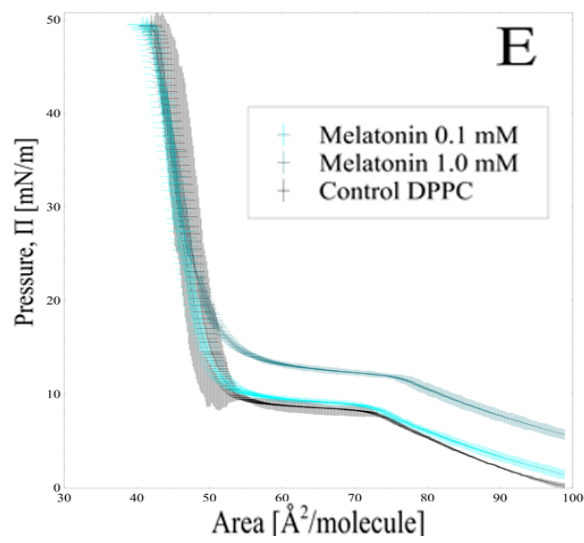 E
Melatonin 0.1 mM
Melatonin 1.0 mM
Control DPPC
Pressure, Π [mN/m]
50
40
30
20
10
0
30 40 50 60 70 80 90 100
Area [Å²/molecule]